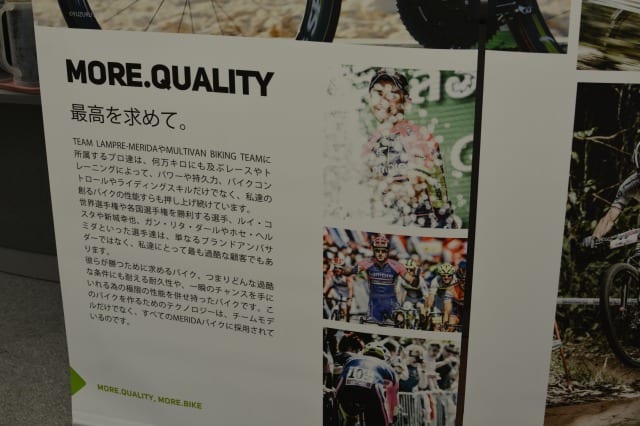 MORE.QUALITY
最高を求めて。
TEAM LAMPRE-MERIDAやMULTIVAN BIKING TEAMに
所属するプロ達は、何万キロにも及ぶレースやト
レーニングによって、パワーや持久力、バイクコン
トロールやライディングスキルだけでなく、私達の
創るバイクの性能すらも押し上げ続けています。
世界選手権や各国選手権を勝利する選手、ルイ・コ
スタや新城幸也、ガン・リタ・ダールやホセ・ヘル
ミダといった選手達は、単なるブランドアンバサ
ダーではなく、私達にとって最も過酷な顧客でもあ
ります。
彼らが勝つために求めるバイク、つまりどんな過酷
な条件にも耐える耐久性や、一瞬のチャンスを手に
いれる為の極限の性能を併せ持ったバイクです。こ
のバイクを作るためのテクノロジーは、チームモデ
ルだけでなく、すべてのMERIDAバイクに採用されて
いるのです。
MORE.QUALITY, MORE.BIKE